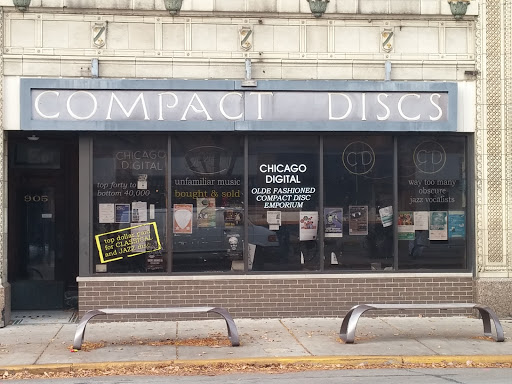 COMPACT DISCS
CHICAGO
DIGITAL
top forty to
bottom 40,000
905
top dollar paid
for CLASSICAL
and JAZZ discs
unfamiliar music
bought & sold
CHICAGO
DIGITAL
OLDE FASHIONED
COMPACT DISC
EMPORIUM
CD
CD
way too many
obscure
jazz vocalists